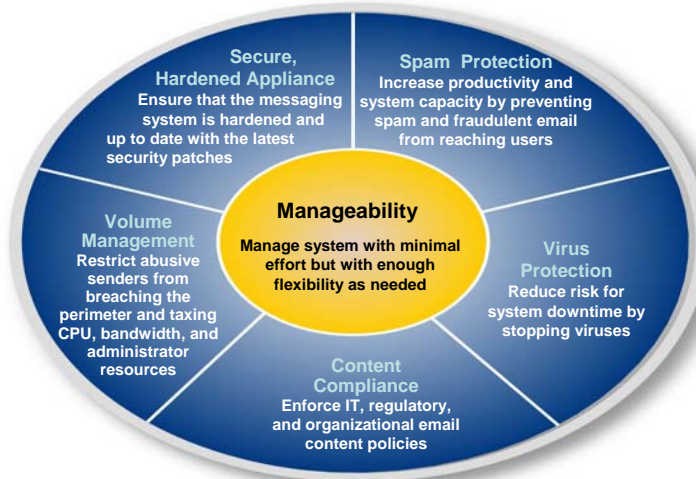 Secure,
Hardened Appliance
Ensure that the messaging
system is hardened and
up to date with the latest
security patches
Spam Protection
Increase productivity and
system capacity by preventing
spam and fraudulent email
from reaching users
Manageability
Manage system with minimal
effort but with enough
flexibility as needed
Volume
Management
Restrict abusive
senders from
breaching the
perimeter and taxing
CPU, bandwidth, and
administrator
resources
Virus
Protection
Reduce risk for
system downtime by
stopping viruses
Content
Compliance
Enforce IT, regulatory,
and organizational email
content policies